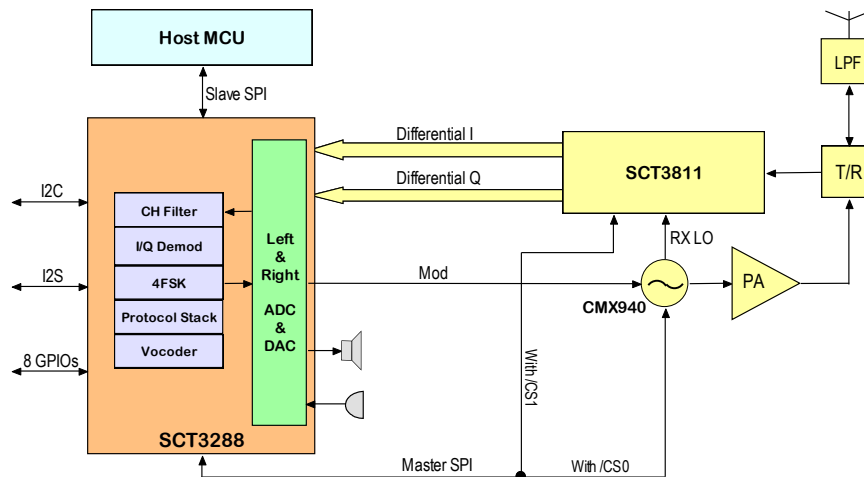 Host MCU
LPF
Slave SPI
Differential I
SCT3811
T/R
Differential Q
I2C
CH Filter
I/Q Demod
Left
&
Right
ADC
&
DAC
RX LO
I2S
4FSK
Mod
PA
CMX940
Protocol Stack
Vocoder
8 GPIOs
With /CS1
SCT3288
Master SPI
With /CS0